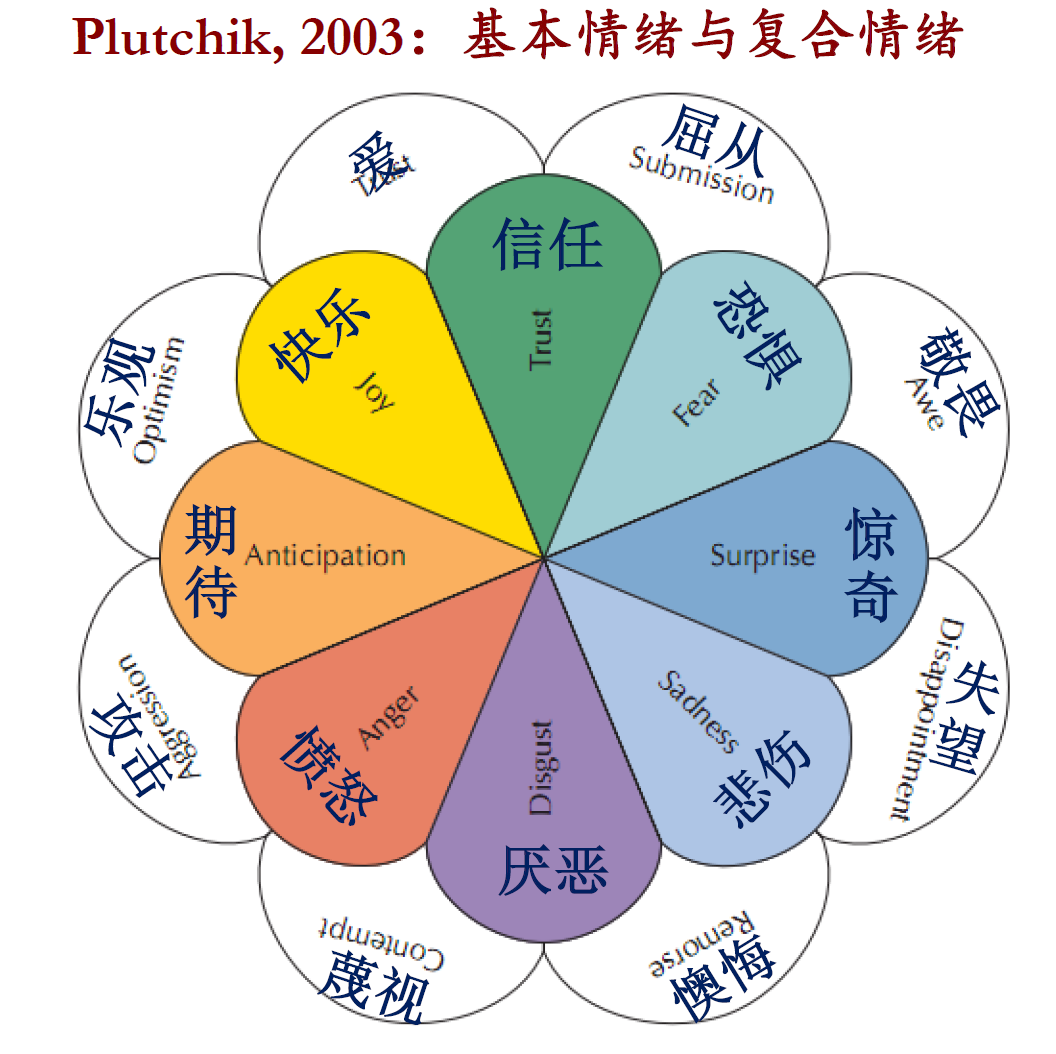 Plutchik, 2003：基本情绪与复合情绪
爱
Trust
屈从
Submission
信任
Trust
快乐
Joy
恐惧
Fear
乐观
Optimism
敬畏
Awe
期待
Anticipation
惊奇
Surprise
攻击
Aggression
愤怒
Anger
厌恶
Disgust
悲伤
Sadness
失望
Disappointment
蔑视
Contempt
懊悔
Remorse